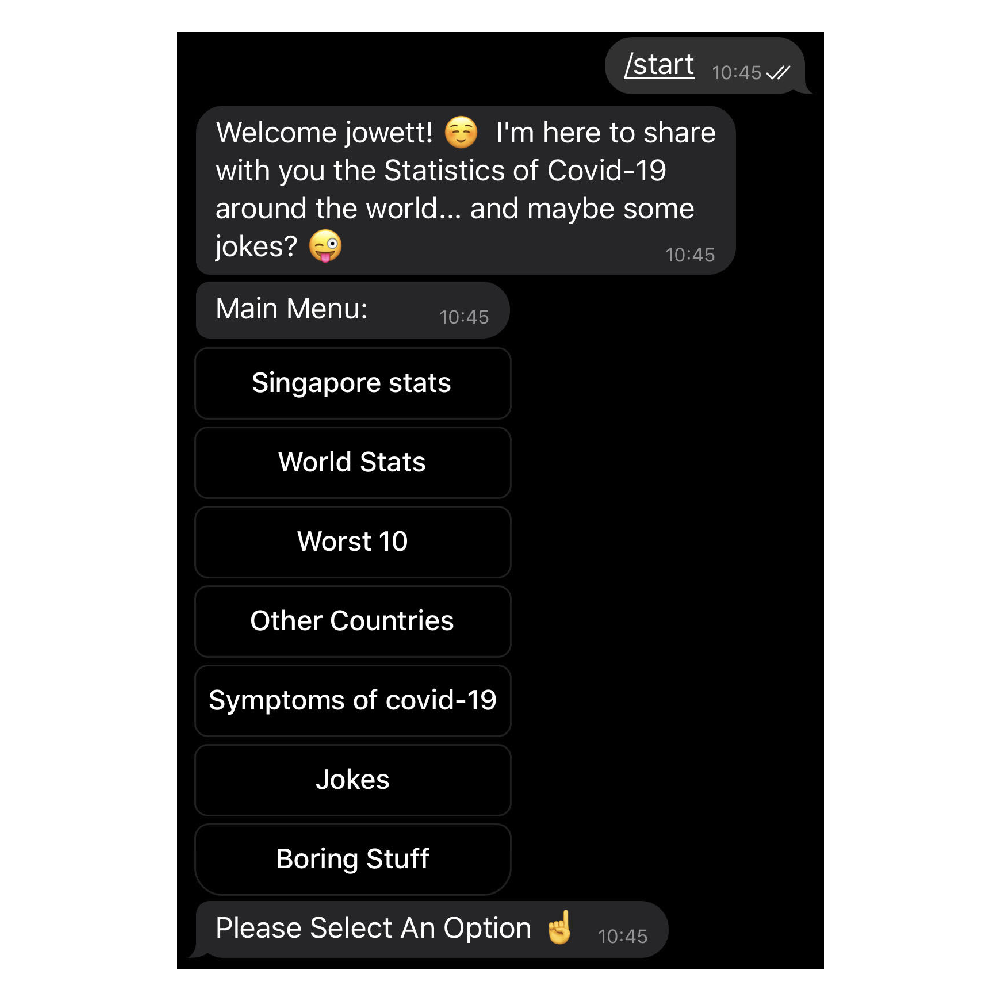 /start 10:45
Welcome jowett! ☺️ I'm here to share
with you the Statistics of Covid-19
around the world... and maybe some
jokes? 😜 10:45
Main Menu: 10:45
Singapore stats
World Stats
Worst 10
Other Countries
Symptoms of covid-19
Jokes
Boring Stuff
Please Select An Option ☝️ 10:45